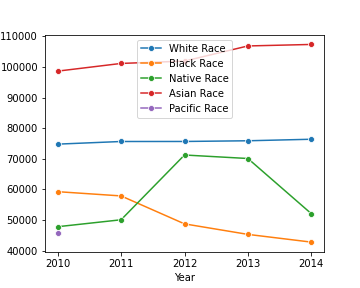 110000
100000
90000
80000
70000
60000
50000
40000
White Race
Black Race
Native Race
Asian Race
Pacific Race
2010 2011 2012 2013 2014
Year